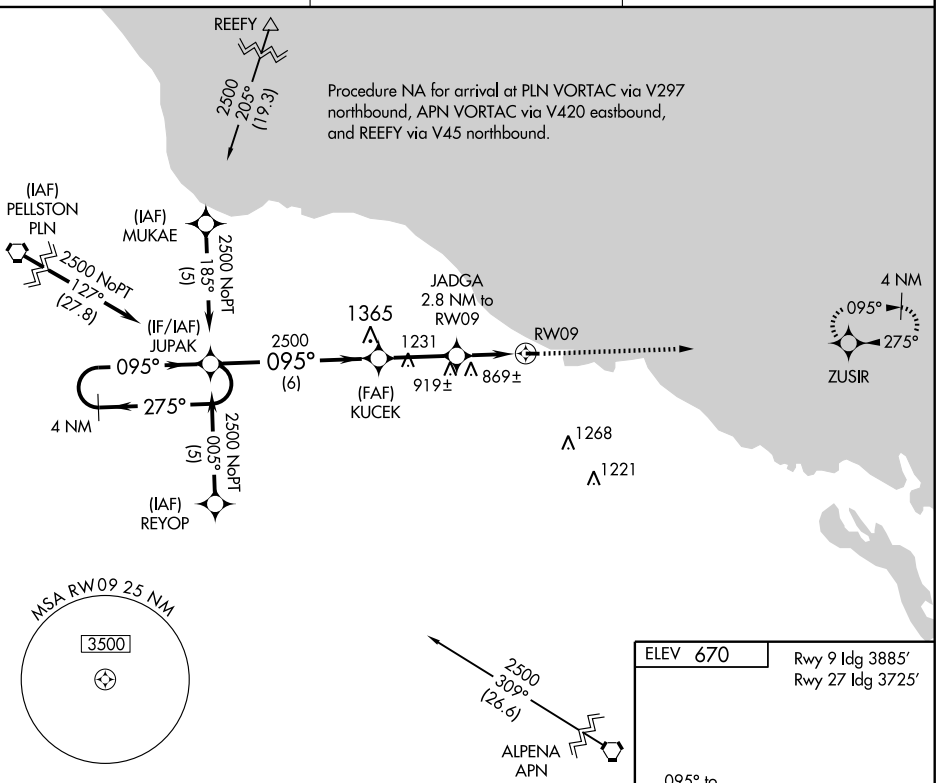 REEFY
2500
205°
(19.3)
Procedure NA for arrival at PLN VORTAC via V297
northbound, APN VORTAC via V420 eastbound,
and REEFY via V45 northbound.
(IAF)
PELLSTON
PLN
2500 NoPT
127°
(27.8)
(IAF)
MUKAE
2500 NoPT
185°
(5)
JADGA
2.8 NM to
RW09
4 NM
095°
275°
ZUSIR
(IF/IAF)
JUPAK
2500
095°
(6)
1365
1231
RW09
095°
275°
4 NM
(FAF)
KUCEK
919±
869±
2500 NoPT
005°
(5)
(IAF)
REYOP
1268
1221
MSA RW09 25 NM
3500
2500
309°
(26.6)
ALPENA
APN
ELEV 670
Rwy 9 ldg 3885'
Rwy 27 ldg 3725'
095° to